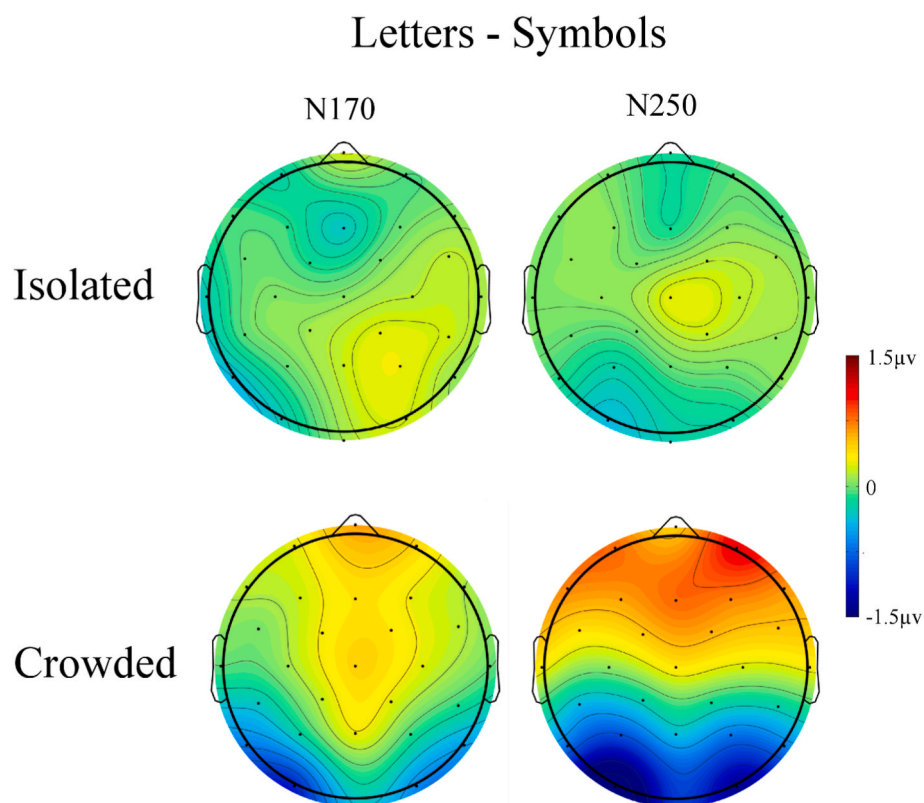 Letters - Symbols
N170 N250
Isolated
1.5μv
0
-1.5μv
Crowded